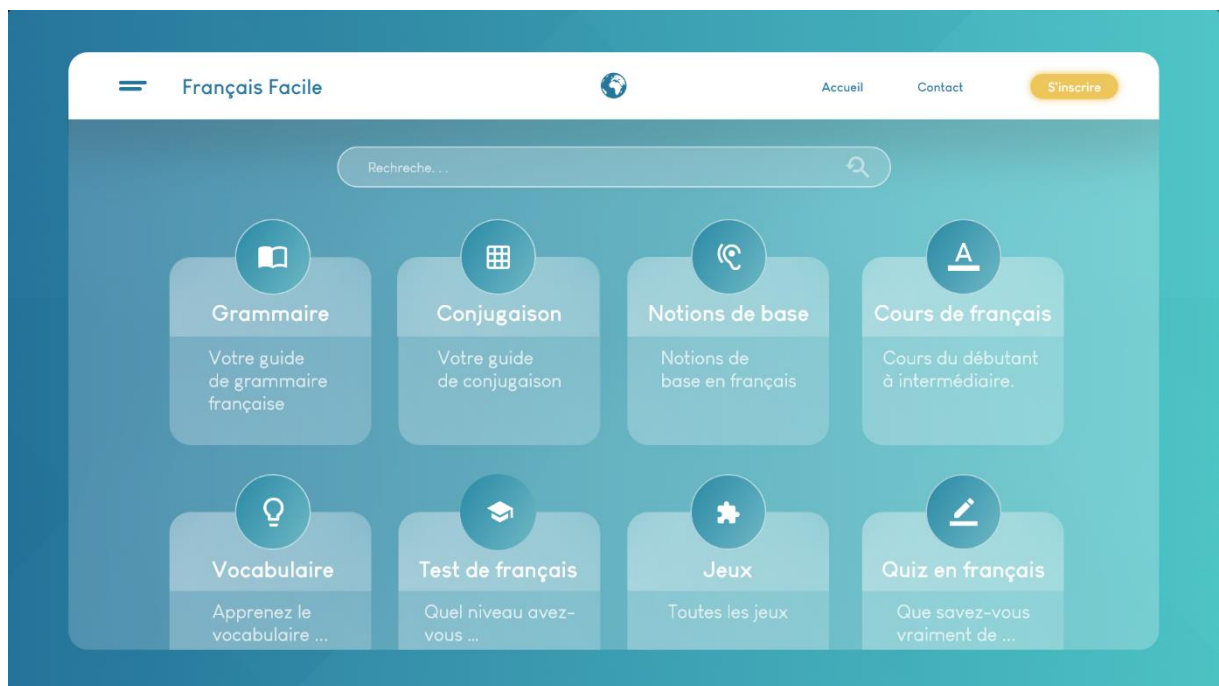 Français Facile
Accueil
Contact
S'inscrire
Rechreche...
Grammaire
Votre guide
de grammaire
française
Conjugaison
Votre guide
de conjugaison
Notions de base
Notions de
base en français
A
Cours de français
Cours du débutant
à intermédiaire.
Vocabulaire
Apprenez le
vocabulaire ...
Test de français
Quel niveau avez-
vous ...
Jeux
Toutes les jeux
Quiz en français
Que savez-vous
vraiment de ...